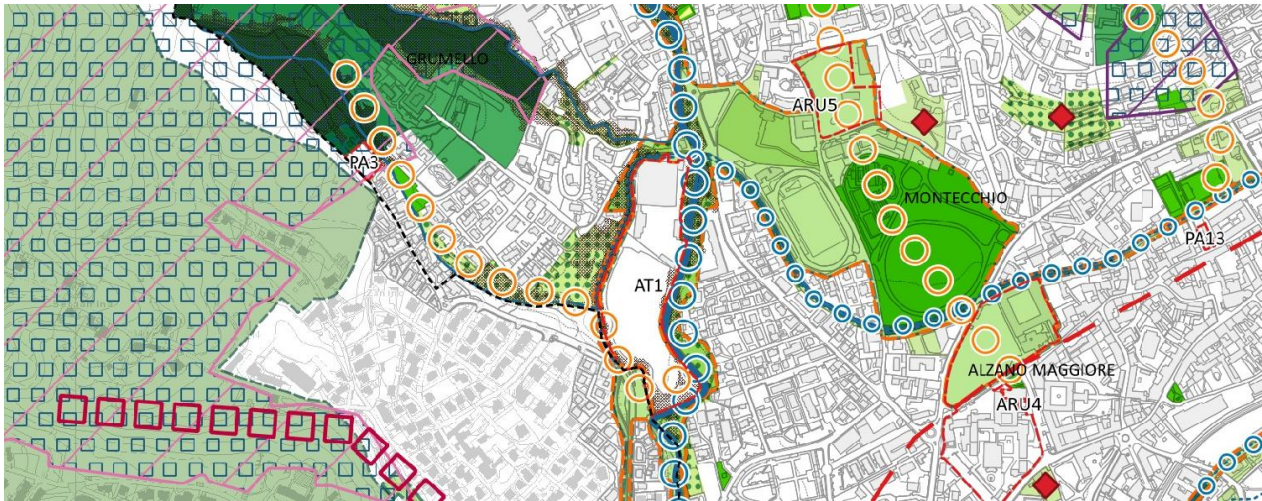 GRUMELLO
ARU5
PA3
MONTECCHIO
PA13
AT1
ALZANO MAGGIORE
ARU4